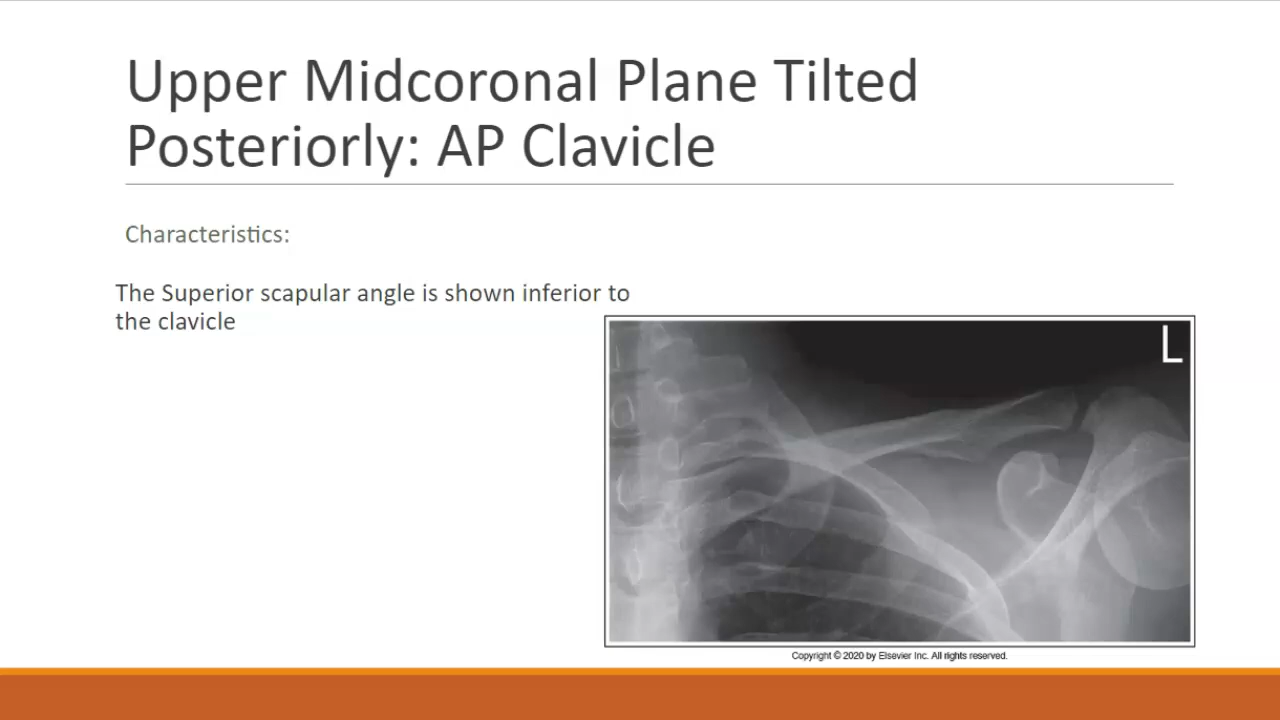 Upper Midcoronal Plane Tilted
Posteriorly: AP Clavicle
Characteristics:
The Superior scapular angle is shown inferior to
the clavicle
L
Copyright © 2020 by Elsevier Inc. All rights reserved.